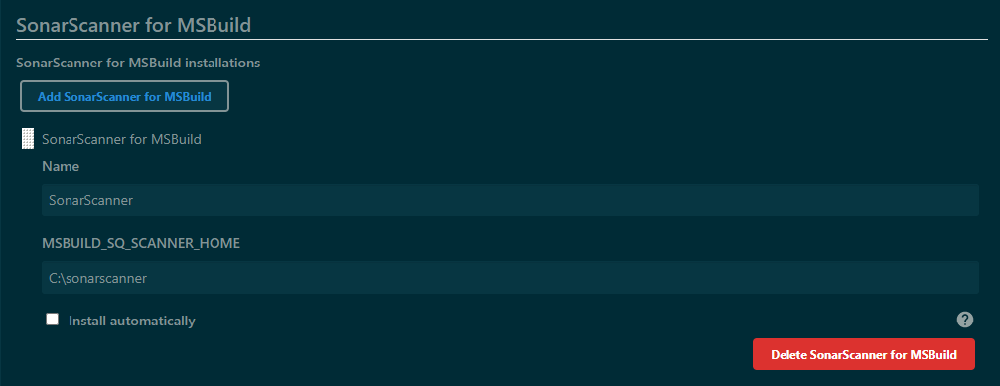 SonarScanner for MSBuild
SonarScanner for MSBuild installations
Add SonarScanner for MSBuild
SonarScanner for MSBuild
Name
SonarScanner
MSBUILD_SQ_SCANNER_HOME
C:\sonarscanner
Install automatically
?
Delete SonarScanner for MSBuild